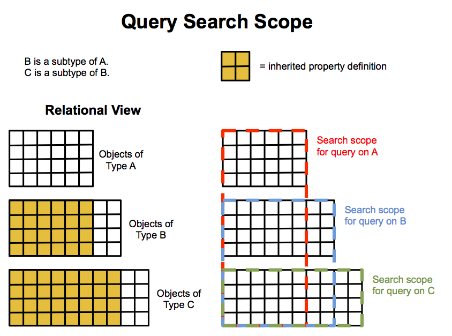 Query Search Scope
B is a subtype of A.
C is a subtype of B.
= inherited property definition
Relational View
Objects of
Type A
Search scope
for query on A
Objects of
Type B
Search scope
for query on B
Objects of
Type C
Search scope
for query on C